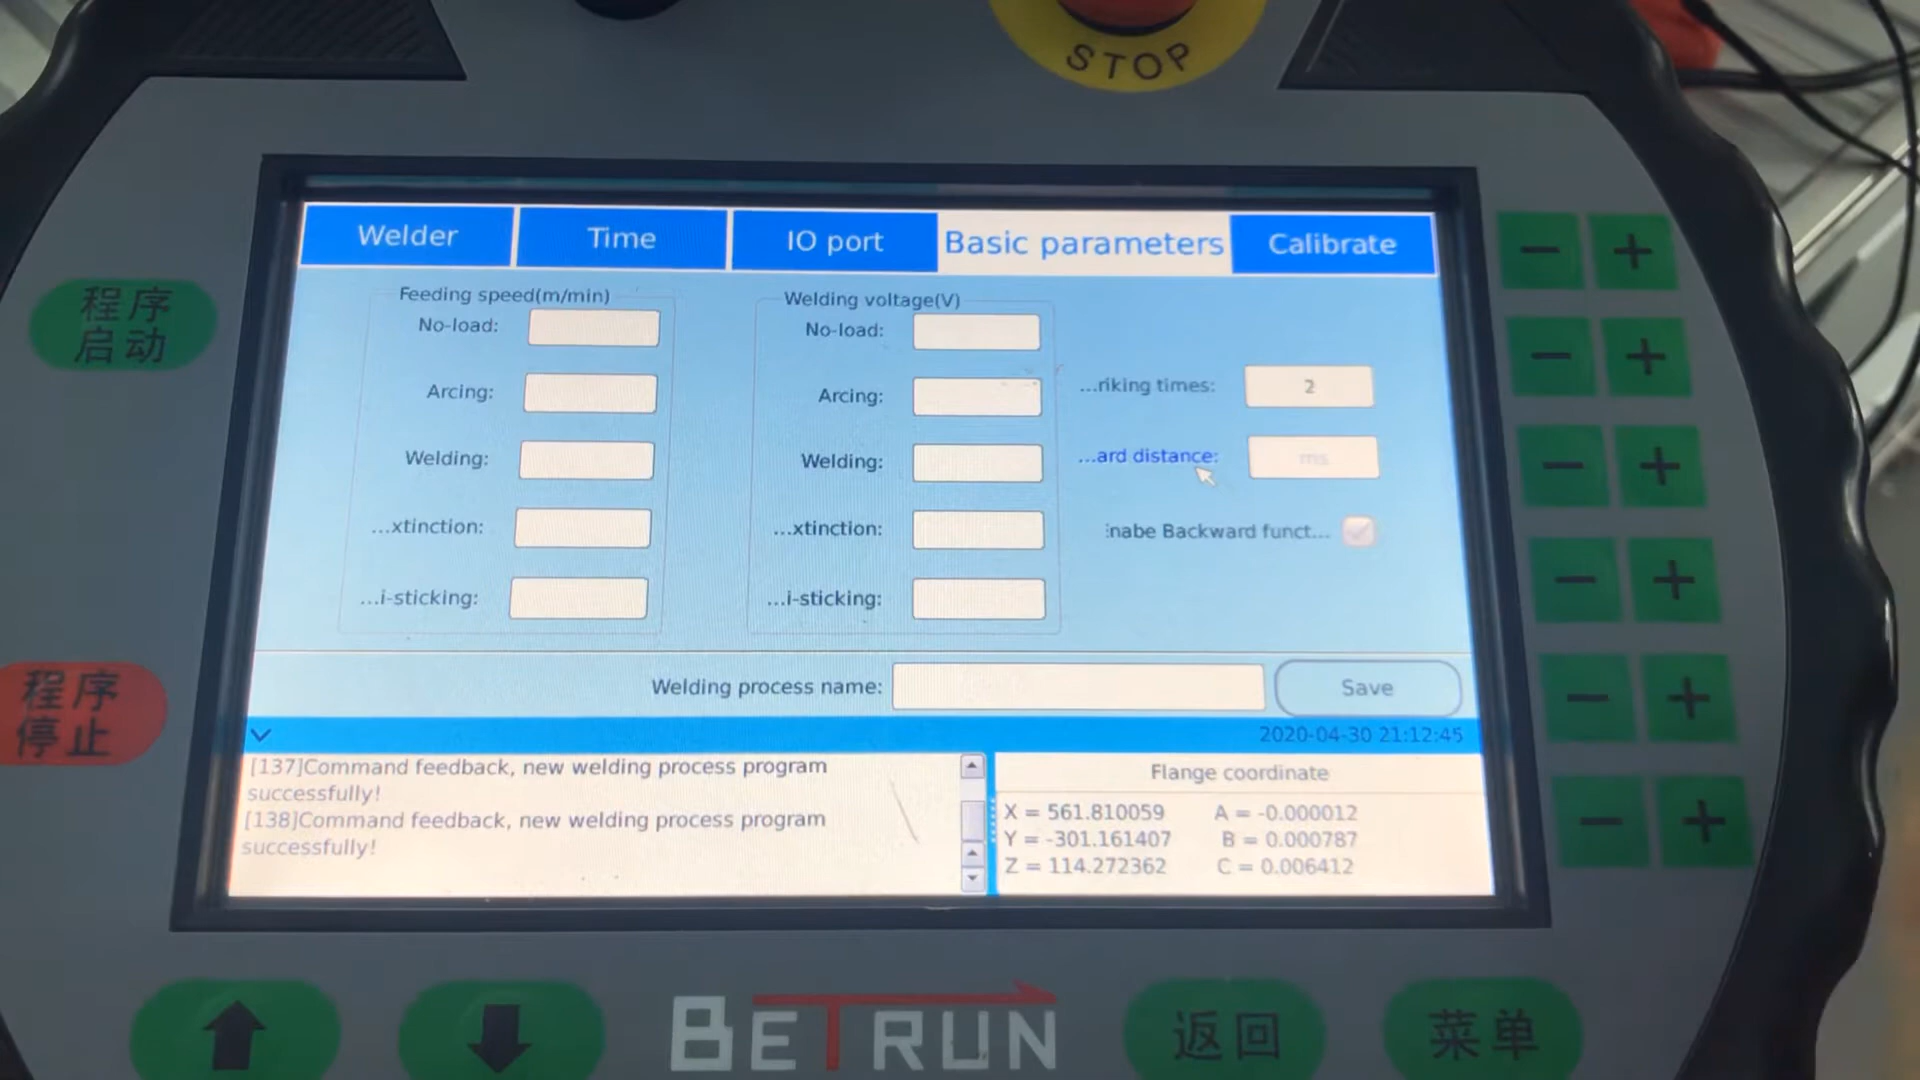 STOP
Welder Time IO port Basic parameters Calibrate
Feeding speed(m/min)
No-load:
Arcing:
Welding:
...xtinction:
...i-sticking:
Welding voltage(V)
No-load:
Arcing:
Welding:
...xtinction:
...i-sticking:
...riking times: 2
...ard distance: ms
nabe Backward funct...
Welding process name: Save
2020-04-30 21:12:45
[137]Command feedback, new welding process program
successfully!
[138]Command feedback, new welding process program
successfully!
Flange coordinate
X = 561.810059 A = -0.000012
Y = -301.161407 B = 0.000787
Z = 114.272362 C = 0.006412
程序
启动
程序
停止
− +
− +
− +
− +
− +
− +
BETRUN
返回
菜单